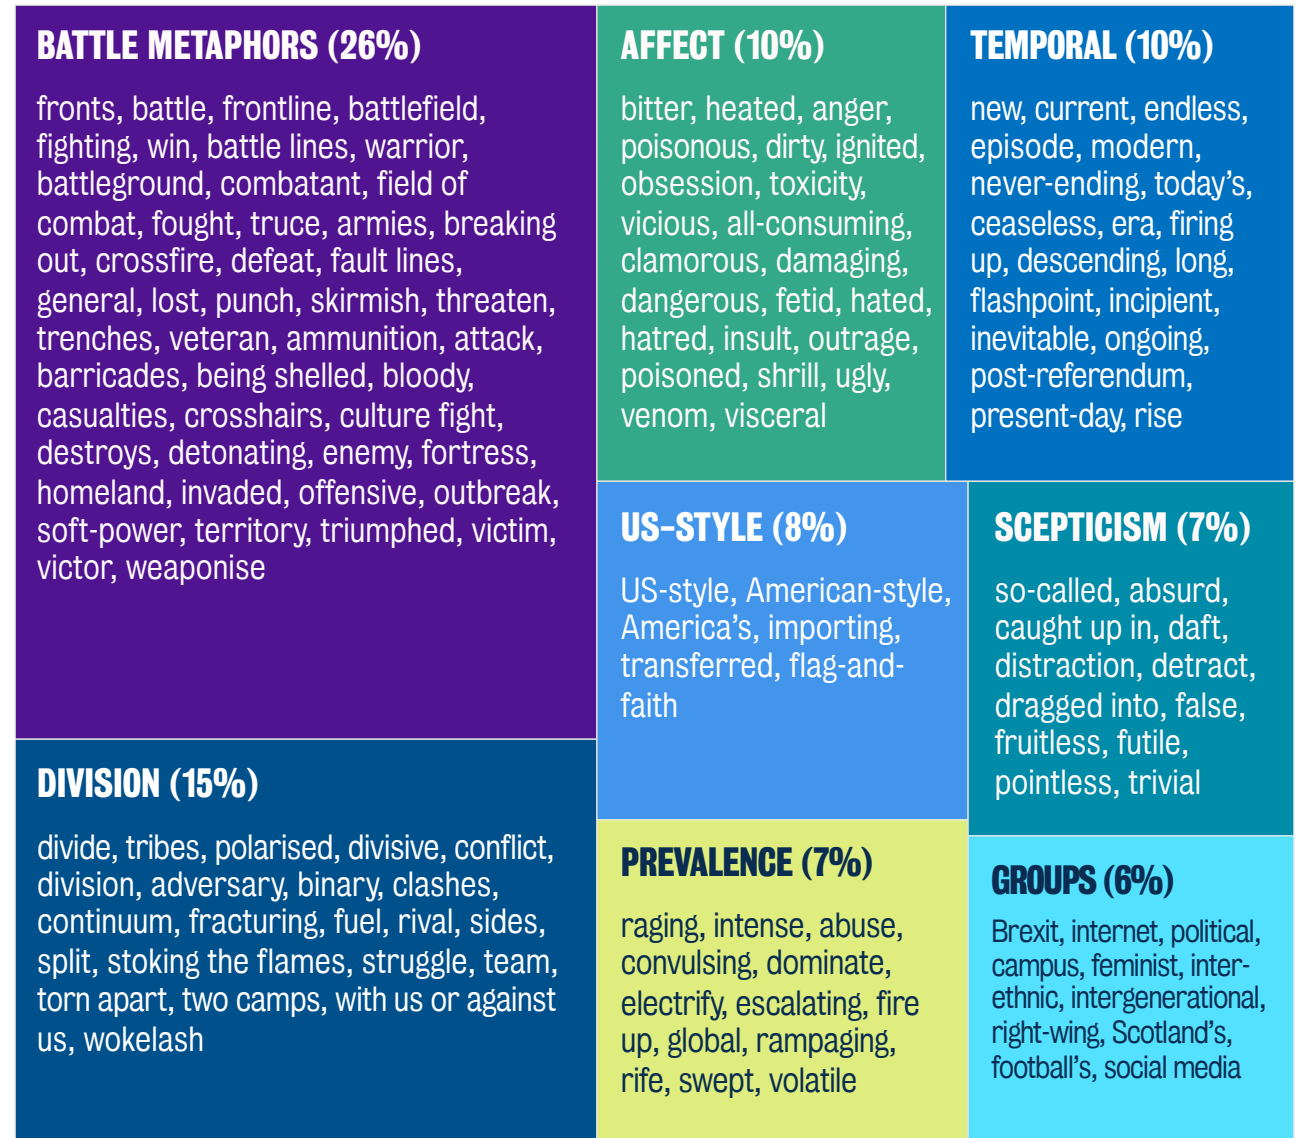 BATTLE METAPHORS (26%)
fronts, battle, frontline, battlefield,
fighting, win, battle lines, warrior,
battleground, combatant, field of
combat, fought, truce, armies, breaking
out, crossfire, defeat, fault lines,
general, lost, punch, skirmish, threaten,
trenches, veteran, ammunition, attack,
barricades, being shelled, bloody,
casualties, crosshairs, culture fight,
destroys, detonating, enemy, fortress,
homeland, invaded, offensive, outbreak,
soft-power, territory, triumphed, victim,
victor, weaponise
AFFECT (10%)
bitter, heated, anger,
poisonous, dirty, ignited,
obsession, toxicity,
vicious, all-consuming,
clamorous, damaging,
dangerous, fetid, hated,
hatred, insult, outrage,
poisoned, shrill, ugly,
venom, visceral
TEMPORAL (10%)
new, current, endless,
episode, modern,
never-ending, today's,
ceaseless, era, firing
up, descending, long,
flashpoint, incipient,
inevitable, ongoing,
post-referendum,
present-day, rise
US-STYLE (8%)
US-style, American-style,
America's, importing,
transferred, flag-and-
faith
SCEPTICISM (7%)
so-called, absurd,
caught up in, daft,
distraction, detract,
dragged into, false,
fruitless, futile,
pointless, trivial
DIVISION (15%)
divide, tribes, polarised, divisive, conflict,
division, adversary, binary, clashes,
continuum, fracturing, fuel, rival, sides,
split, stoking the flames, struggle, team,
torn apart, two camps, with us or against
us, wokelash
PREVALENCE (7%)
raging, intense, abuse,
convulsing, dominate,
electrify, escalating, fire
up, global, rampaging,
rife, swept, volatile
GROUPS (6%)
Brexit, internet, political,
campus, feminist, inter-
ethnic, intergenerational,
right-wing, Scotland's,
football's, social media